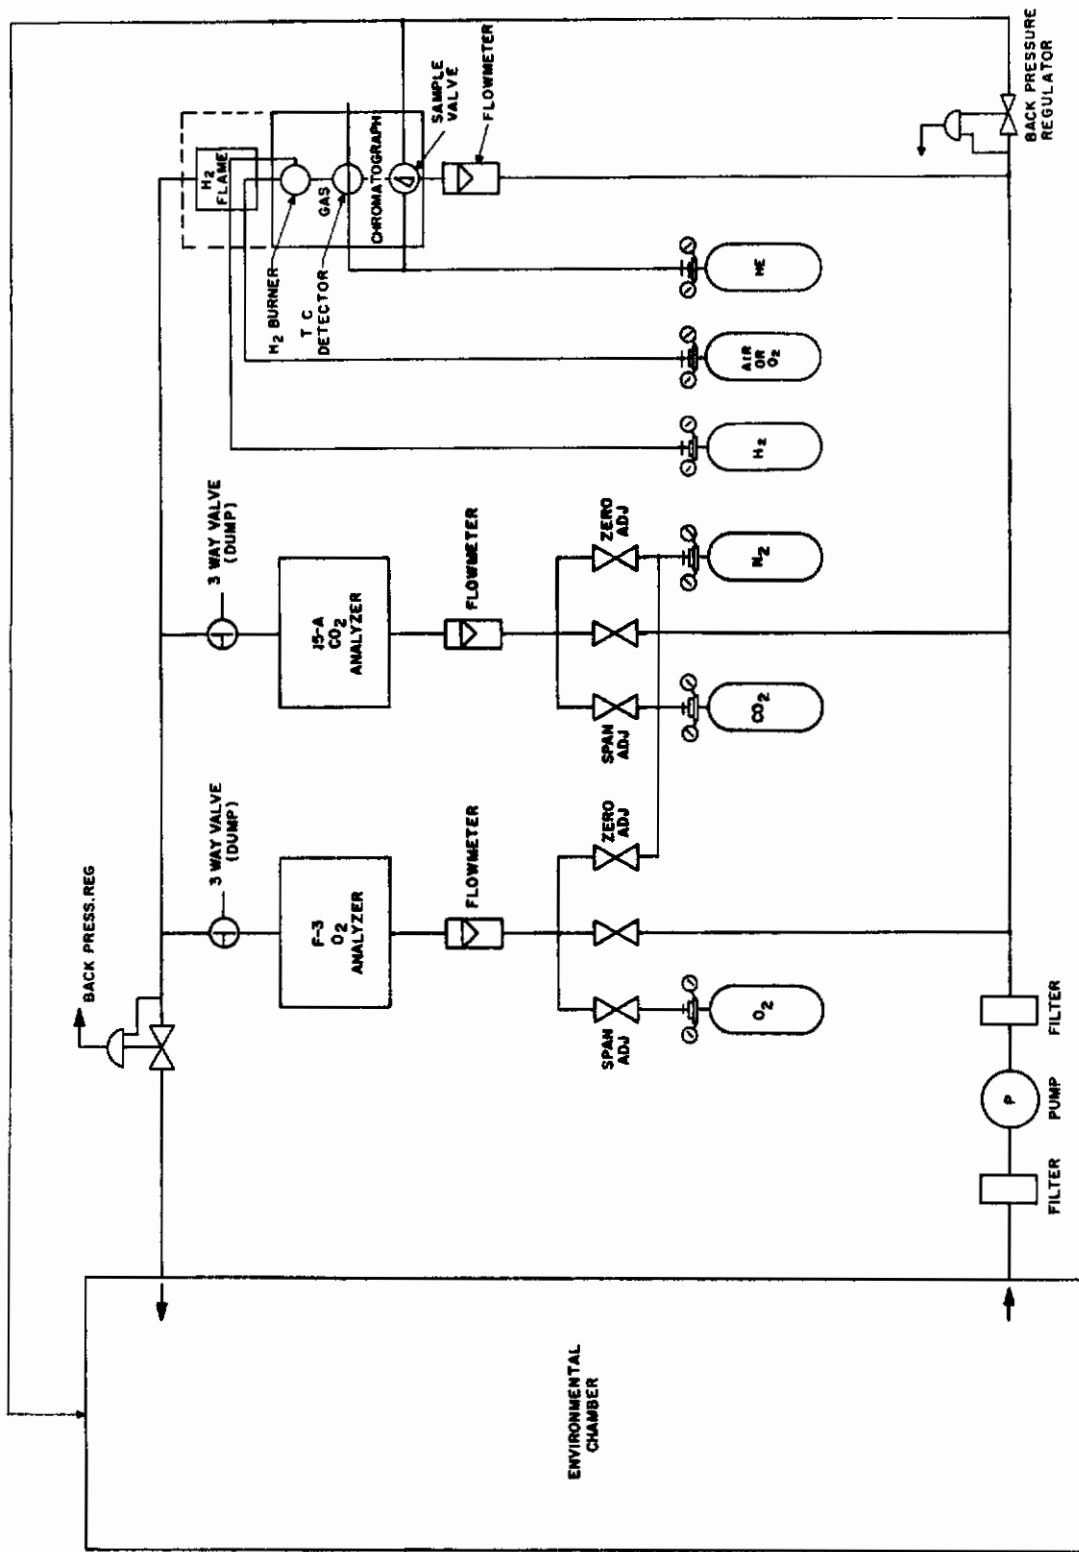 BACK PRESS.REG
3 WAY VALVE
(DUMP)
3 WAY VALVE
(DUMP)
H2
FLAME
H2 BURNER
T C
DETECTOR
GAS
CHROMATOGRAPH
SAMPLE
VALVE
F-3
O2
ANALYZER
15-A
CO2
ANALYZER
FLOWMETER
FLOWMETER
FLOWMETER
SPAN
ADJ
ZERO
ADJ
SPAN
ADJ
ZERO
ADJ
ENVIRONMENTAL
CHAMBER
O2
CO2
N2
H2
AIR
OR
O2
HE
P
FILTER
PUMP
FILTER
BACK PRESSURE
REGULATOR